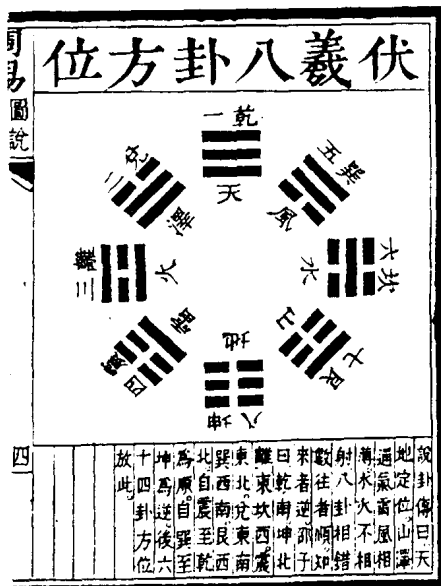 伏羲八卦方位
周易圖說
乾一
天
兌二
澤
離三
火
震四
雷
巽五
風
坎六
水
艮七
山
坤八
地
說卦傳曰天
地定位山澤
通氣雷風相
薄水火不相
射八卦相錯
數往者順知
來者逆邵子
曰乾南坤北
離東坎西震
東北兌東南
巽西南艮西
北自震至乾
為順自巽至
坤為逆後六
十四卦方位
放此
四